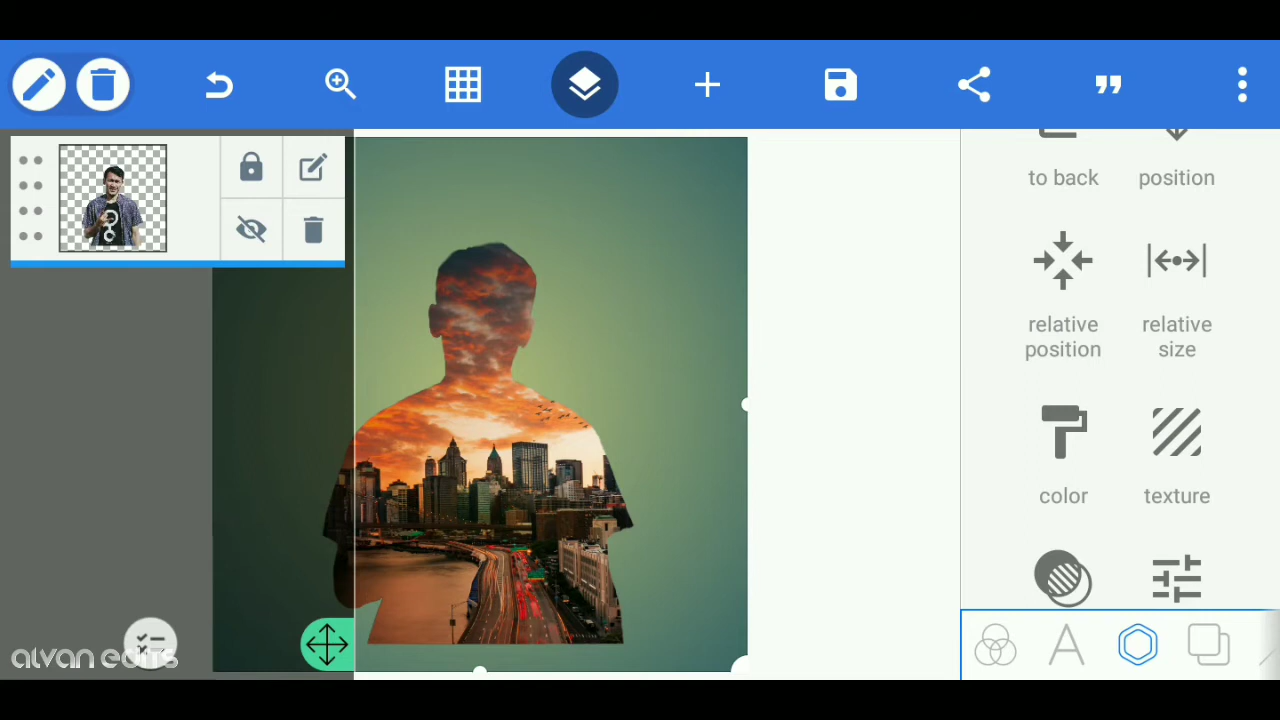 to back
position
relative
position
relative
size
color
texture
alvan edits